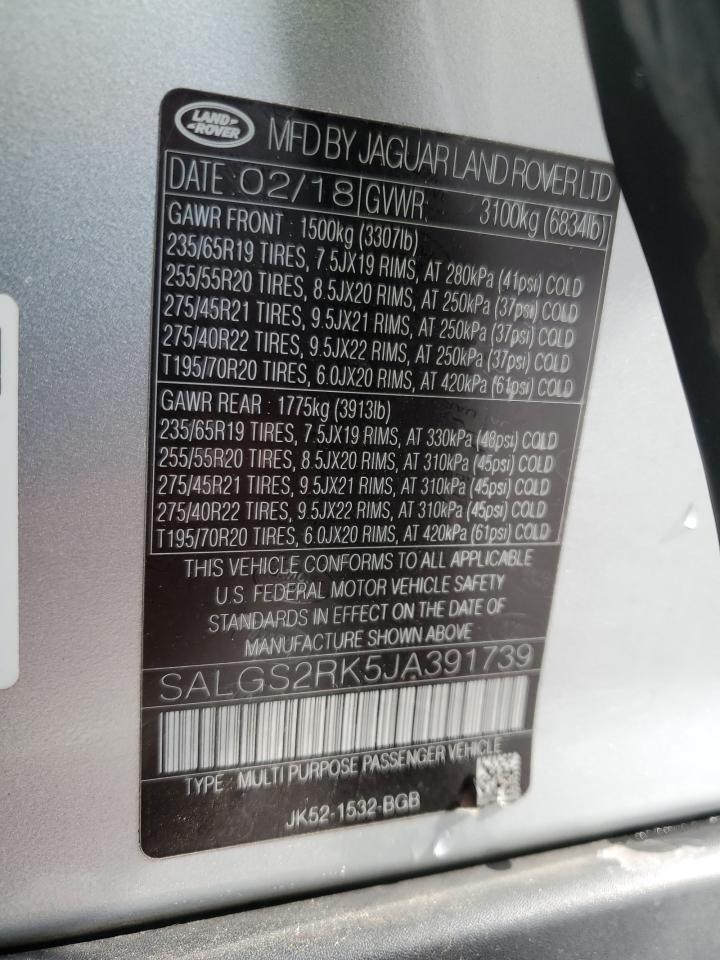 LAND-
-ROVER
MFD BY JAGUAR LAND ROVER LTD
DATE 02/18 GVWR 3100kg (6834lb)
GAWR FRONT : 1500kg (3307lb)
235/65R19 TIRES, 7.5JX19 RIMS, AT 280kPa (41psi) COLD
255/55R20 TIRES, 8.5JX20 RIMS, AT 250kPa (37psi) COLD
275/45R21 TIRES, 9.5JX21 RIMS, AT 250kPa (37psi) COLD
275/40R22 TIRES, 9.5JX22 RIMS, AT 250kPa (37psi) COLD
T195/70R20 TIRES, 6.0JX20 RIMS, AT 420kPa (61psi) COLD
GAWR REAR : 1775kg (3913lb)
235/65R19 TIRES, 7.5JX19 RIMS, AT 330kPa (48psi) COLD
255/55R20 TIRES, 8.5JX20 RIMS, AT 310kPa (45psi) COLD
275/45R21 TIRES, 9.5JX21 RIMS, AT 310kPa (45psi) COLD
275/40R22 TIRES, 9.5JX22 RIMS, AT 310kPa (45psi) COLD
T195/70R20 TIRES, 6.0JX20 RIMS, AT 420kPa (61psi) COLD
THIS VEHICLE CONFORMS TO ALL APPLICABLE
U.S. FEDERAL MOTOR VEHICLE SAFETY
STANDARDS IN EFFECT ON THE DATE OF
MANUFACTURE SHOWN ABOVE
SALGS2RK5JA391739
TYPE : MULTI PURPOSE PASSENGER VEHICLE
JK52-1532-BGB